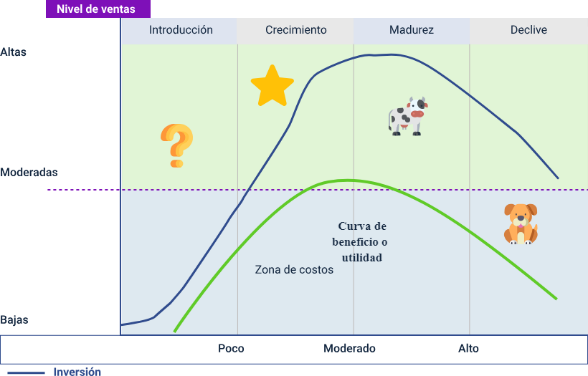 Nivel de ventas
Introducción
Crecimiento
Madurez
Declive
Altas
Moderadas
Curva de
beneficio o
utilidad
Zona de costos
Bajas
Poco
Moderado
Alto
Inversión